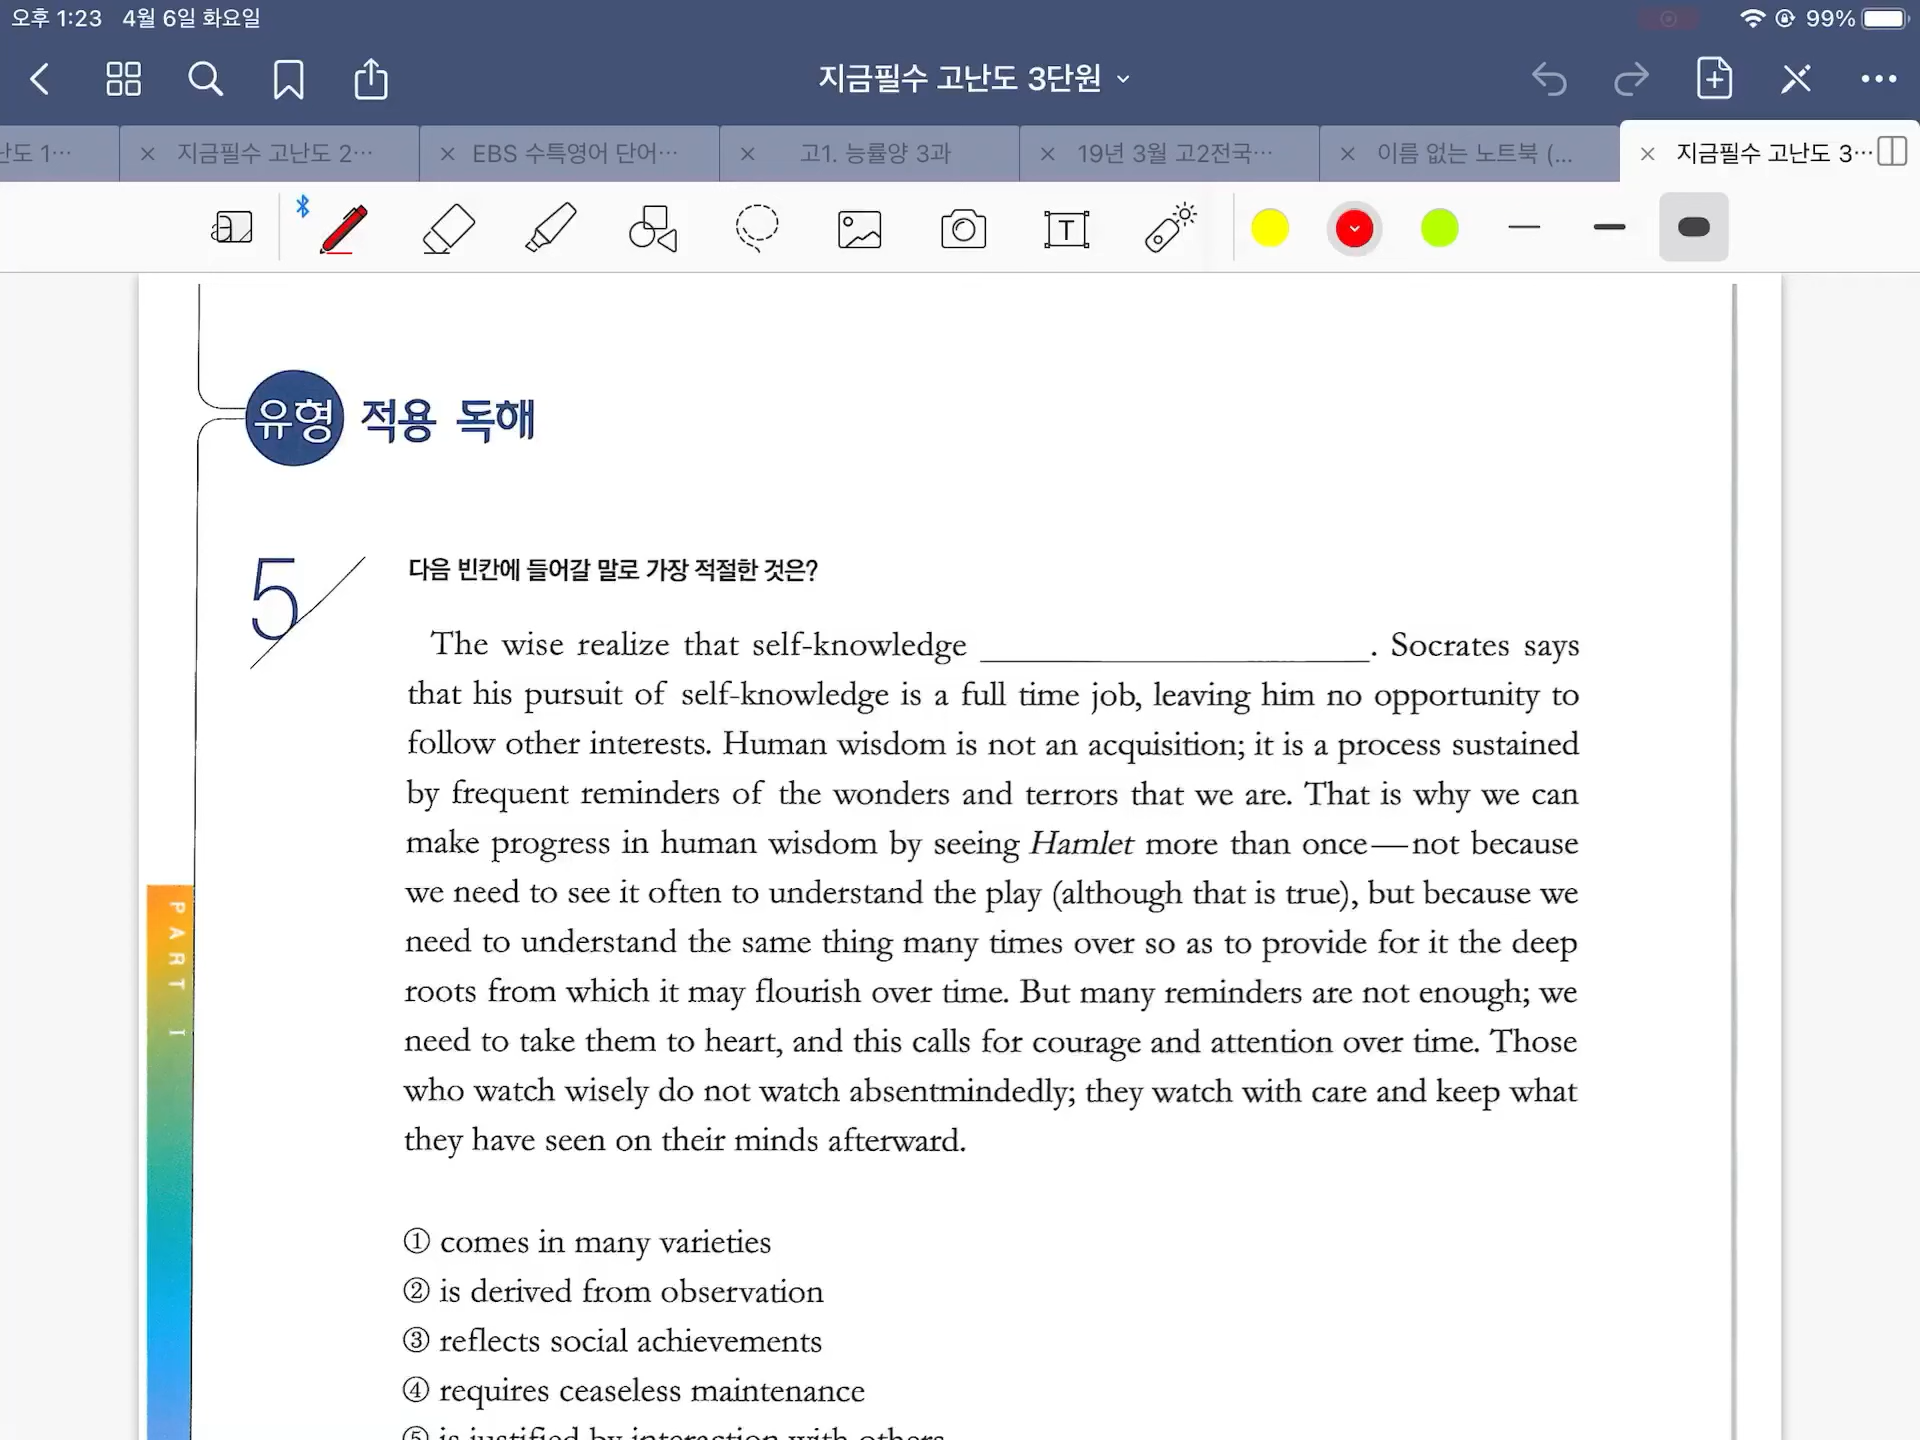 오후 1:23 4월 6일 화요일
99%
지금필수 고난도 3단원
난도 1···
지금필수 고난도 2···
EBS 수특영어 단어···
고1. 능률양 3과
19년 3월 고2전국···
이름 없는 노트북 (...
지금필수 고난도 3···
유형 적용 독해
5
다음 빈칸에 들어갈 말로 가장 적절한 것은?
The wise realize that self-knowledge ____________________. Socrates says
that his pursuit of self-knowledge is a full time job, leaving him no opportunity to
follow other interests. Human wisdom is not an acquisition; it is a process sustained
by frequent reminders of the wonders and terrors that we are. That is why we can
make progress in human wisdom by seeing Hamlet more than once—not because
we need to see it often to understand the play (although that is true), but because we
need to understand the same thing many times over so as to provide for it the deep
roots from which it may flourish over time. But many reminders are not enough; we
need to take them to heart, and this calls for courage and attention over time. Those
who watch wisely do not watch absentmindedly; they watch with care and keep what
they have seen on their minds afterward.
PART I
① comes in many varieties
② is derived from observation
③ reflects social achievements
④ requires ceaseless maintenance
⑤ is justified by interaction with others